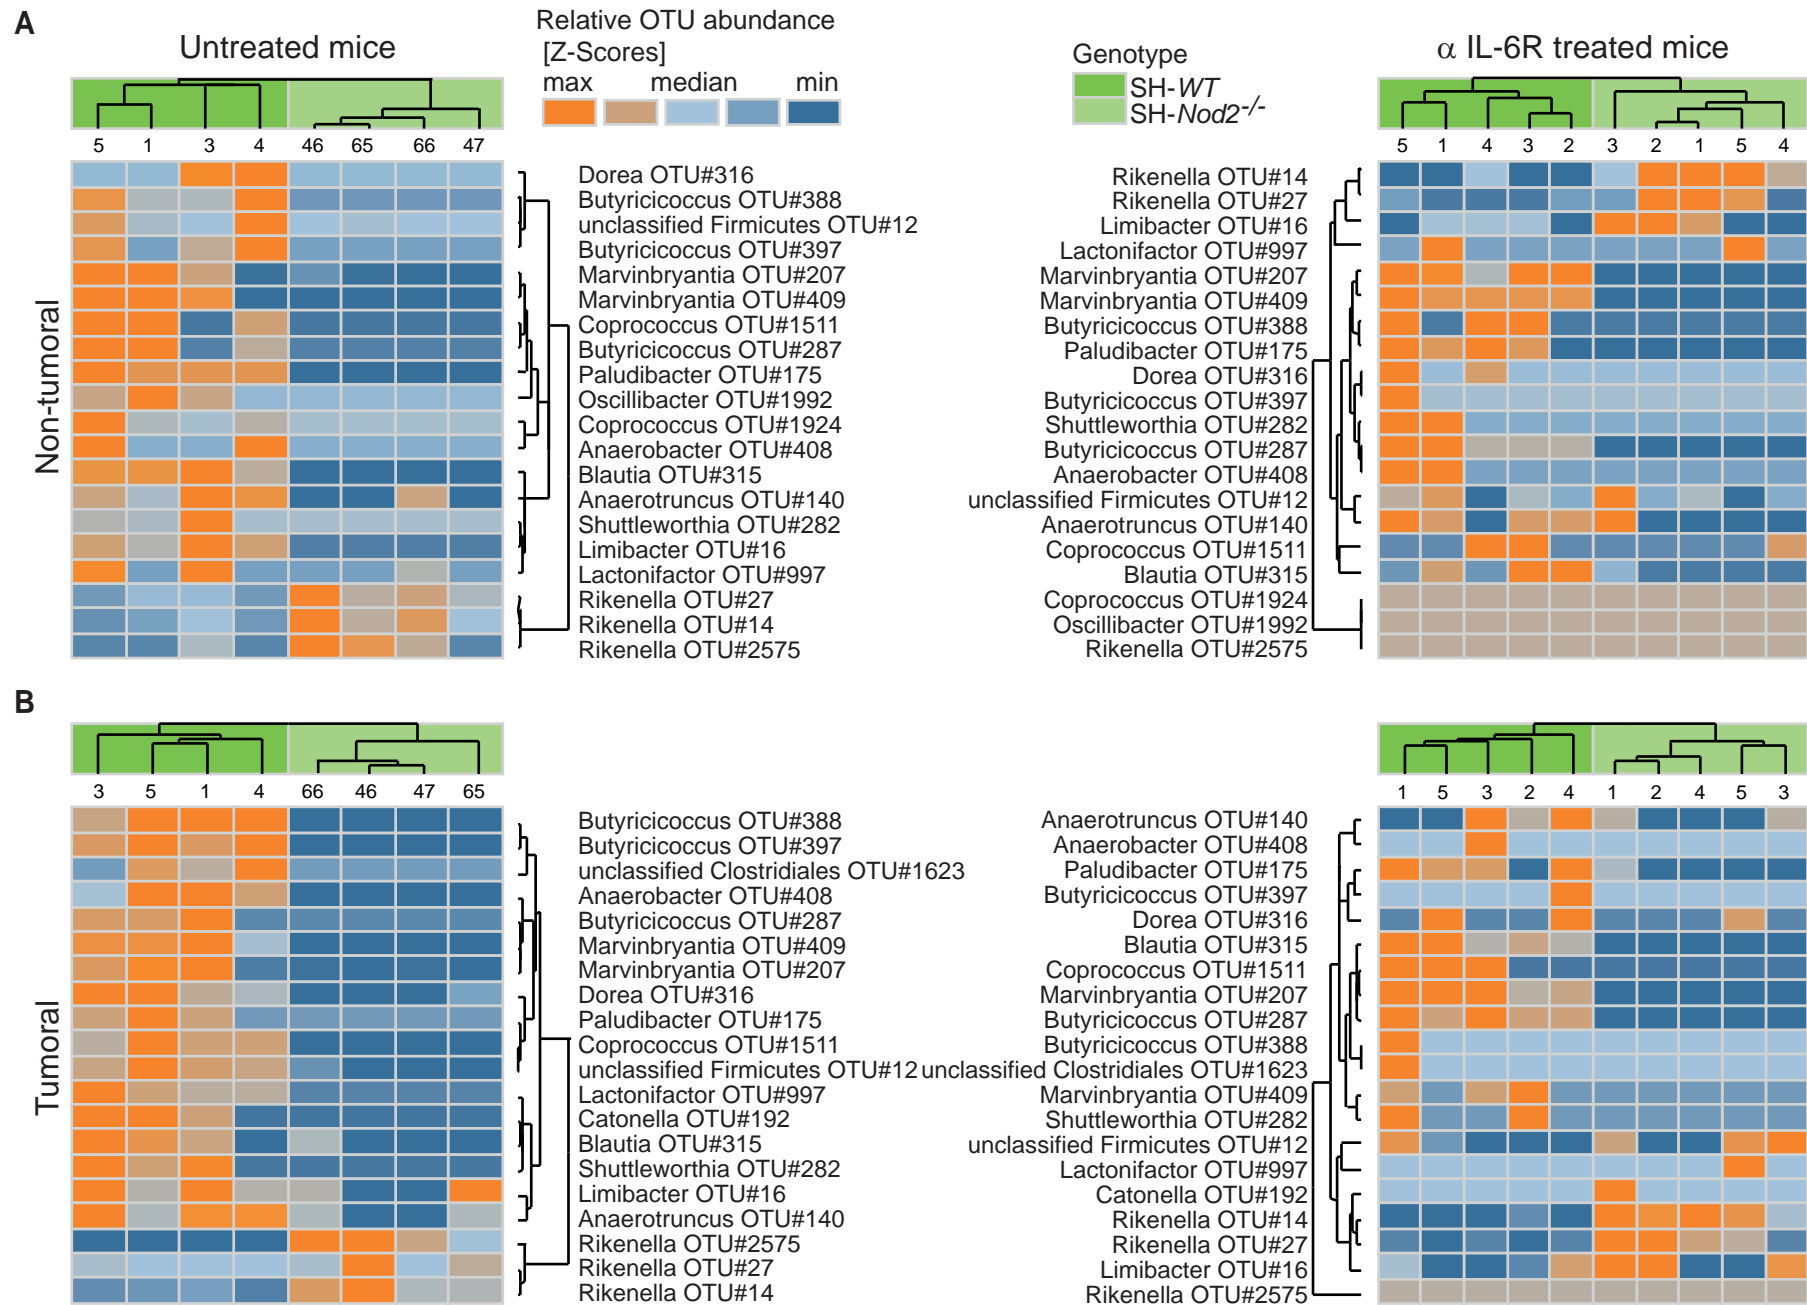 A
Untreated mice
Relative OTU abundance
[Z-Scores]
max median min
Genotype
SH-WT
SH-Nod2-/-
α IL-6R treated mice
5 1 3 4 46 65 66 47
5 1 4 3 2 3 2 1 5 4
Non-tumoral
Dorea OTU#316
Butyricicoccus OTU#388
unclassified Firmicutes OTU#12
Butyricicoccus OTU#397
Marvinbryantia OTU#207
Marvinbryantia OTU#409
Coprococcus OTU#1511
Butyricicoccus OTU#287
Paludibacter OTU#175
Oscillibacter OTU#1992
Coprococcus OTU#1924
Anaerobacter OTU#408
Blautia OTU#315
Anaerotruncus OTU#140
Shuttleworthia OTU#282
Limibacter OTU#16
Lactonifactor OTU#997
Rikenella OTU#27
Rikenella OTU#14
Rikenella OTU#2575
Rikenella OTU#14
Rikenella OTU#27
Limibacter OTU#16
Lactonifactor OTU#997
Marvinbryantia OTU#207
Marvinbryantia OTU#409
Butyricicoccus OTU#388
Paludibacter OTU#175
Dorea OTU#316
Butyricicoccus OTU#397
Shuttleworthia OTU#282
Butyricicoccus OTU#287
Anaerobacter OTU#408
unclassified Firmicutes OTU#12
Anaerotruncus OTU#140
Coprococcus OTU#1511
Blautia OTU#315
Coprococcus OTU#1924
Oscillibacter OTU#1992
Rikenella OTU#2575
B
3 5 1 4 66 46 47 65
1 5 3 2 4 1 2 4 5 3
Tumoral
Butyricicoccus OTU#388
Butyricicoccus OTU#397
unclassified Clostridiales OTU#1623
Anaerobacter OTU#408
Butyricicoccus OTU#287
Marvinbryantia OTU#409
Marvinbryantia OTU#207
Dorea OTU#316
Paludibacter OTU#175
Coprococcus OTU#1511
unclassified Firmicutes OTU#12
Lactonifactor OTU#997
Catonella OTU#192
Blautia OTU#315
Shuttleworthia OTU#282
Limibacter OTU#16
Anaerotruncus OTU#140
Rikenella OTU#2575
Rikenella OTU#27
Rikenella OTU#14
Anaerotruncus OTU#140
Anaerobacter OTU#408
Paludibacter OTU#175
Butyricicoccus OTU#397
Dorea OTU#316
Blautia OTU#315
Coprococcus OTU#1511
Marvinbryantia OTU#207
Butyricicoccus OTU#287
Butyricicoccus OTU#388
unclassified Clostridiales OTU#1623
Marvinbryantia OTU#409
Shuttleworthia OTU#282
unclassified Firmicutes OTU#12
Lactonifactor OTU#997
Catonella OTU#192
Rikenella OTU#14
Rikenella OTU#27
Limibacter OTU#16
Rikenella OTU#2575